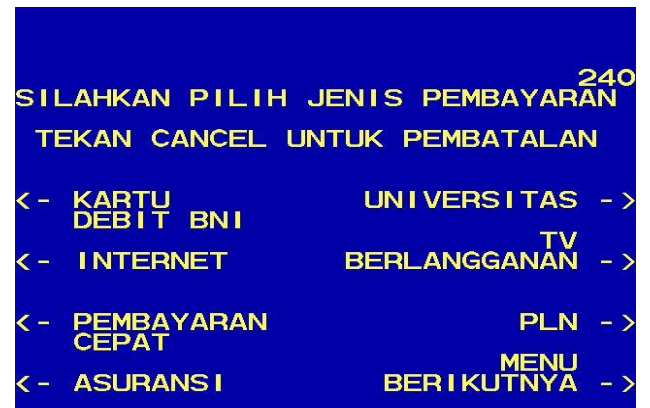 240
SILAHKAN PILIH JENIS PEMBAYARAN
TEKAN CANCEL UNTUK PEMBATALAN
<- KARTU DEBIT BNI
UNIVERSITAS ->
<- INTERNET
TV BERLANGGANAN ->
<- PEMBAYARAN CEPAT
PLN ->
<- ASURANSI
MENU BERIKUTNYA ->